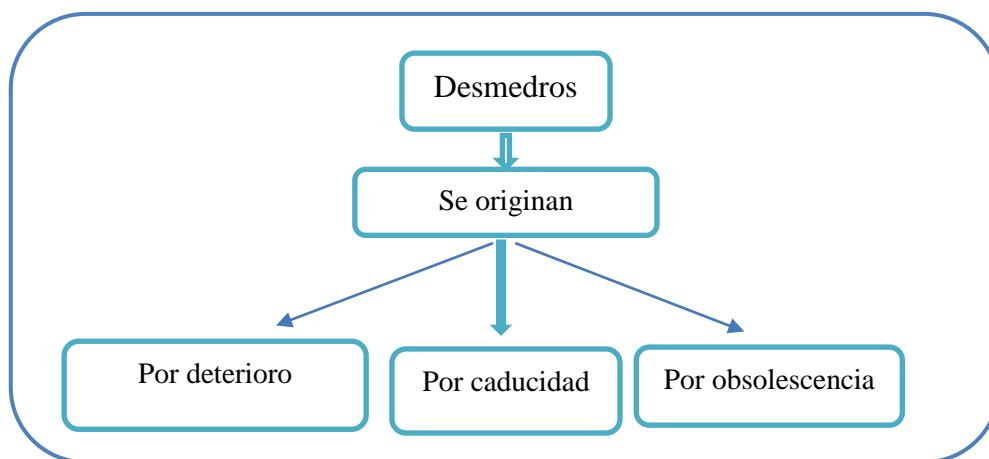 Desmedros
Se originan
Por deterioro
Por caducidad
Por obsolescencia